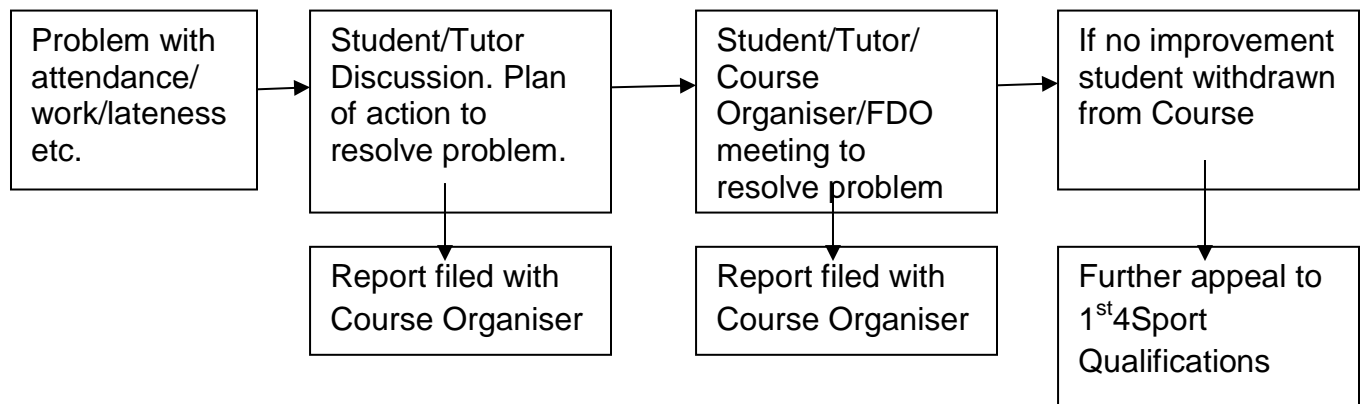 Problem with
attendance/
work/lateness
etc.
Student/Tutor
Discussion. Plan
of action to
resolve problem.
Student/Tutor/
Course
Organiser/FDO
meeting to
resolve problem
If no improvement
student withdrawn
from Course
Report filed with
Course Organiser
Report filed with
Course Organiser
Further appeal to
1st4Sport
Qualifications